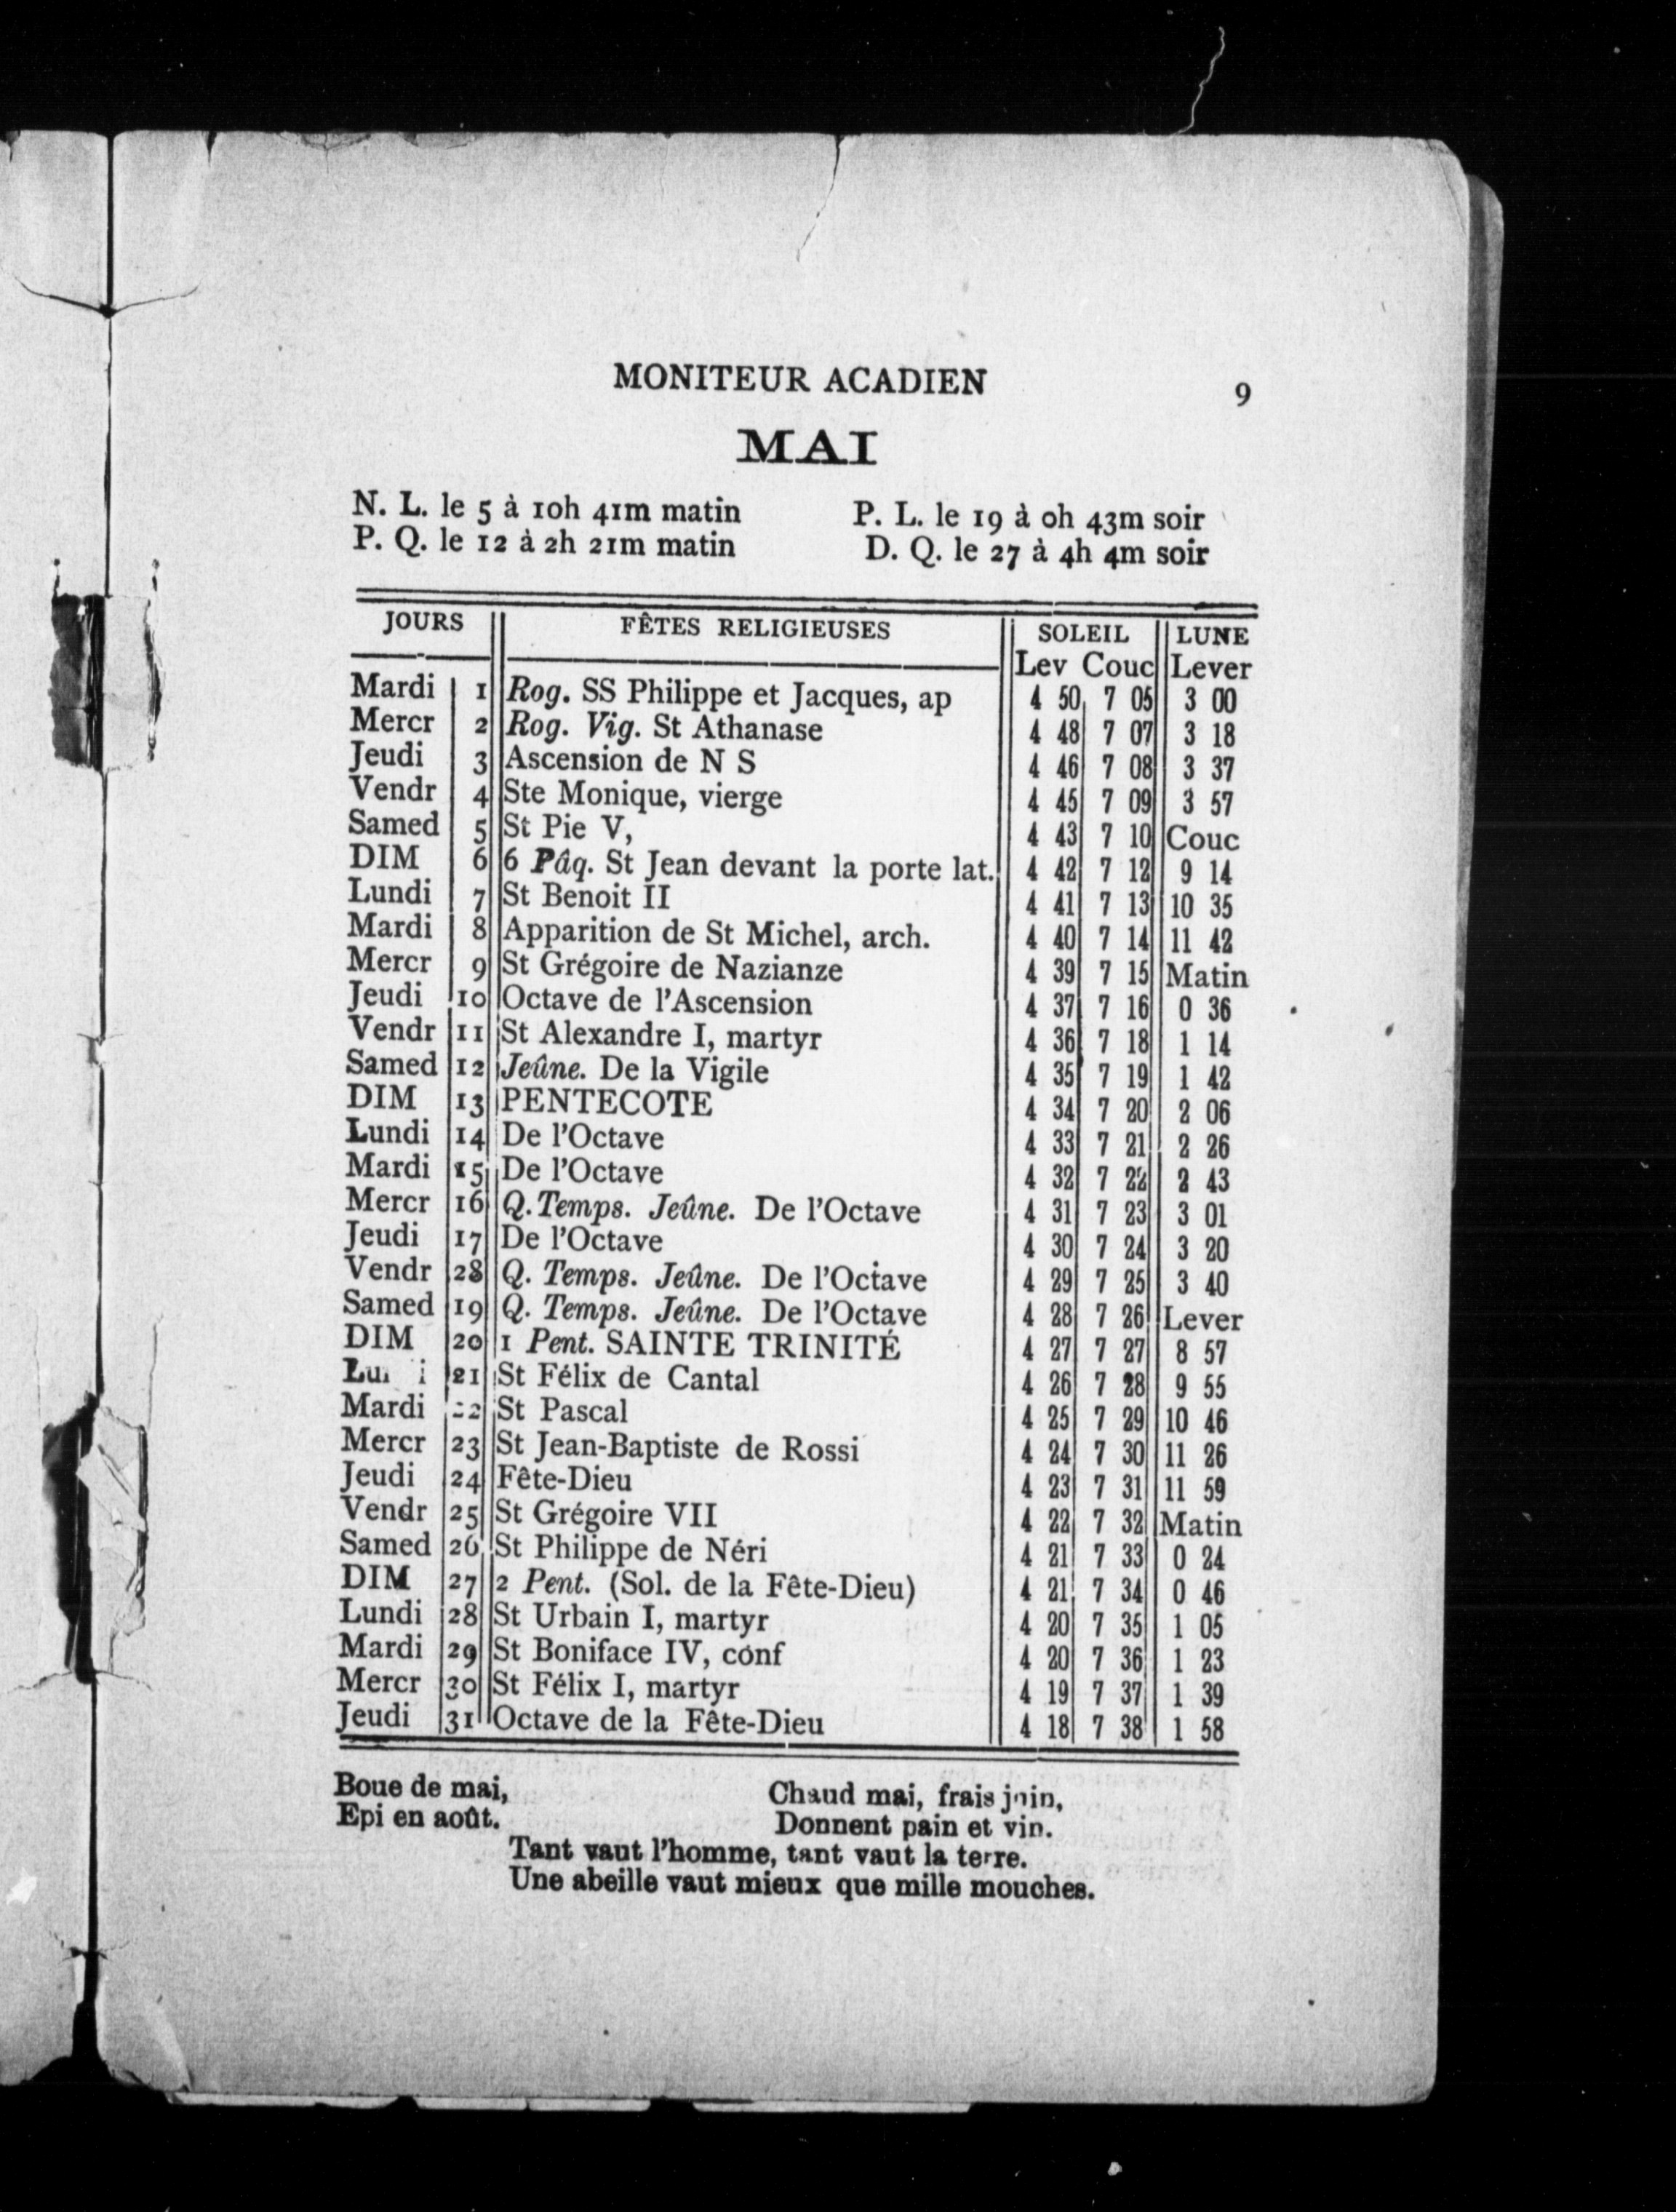 MONITEUR ACADIEN 9
MAI
N. L. le 5 à 10h 41m matin P. L. le 19 à 0h 43m soir
P. Q. le 12 à 2h 21m matin D. Q. le 27 à 4h 4m soir
JOURS FÊTES RELIGIEUSES SOLEIL LUNE
Lev Couc Lever
Mardi 1 Rog. SS Philippe et Jacques, ap 4 50 7 05 3 00
Mercr 2 Rog. Vig. St Athanase 4 48 7 07 3 18
Jeudi 3 Ascension de N S 4 46 7 08 3 37
Vendr 4 Ste Monique, vierge 4 45 7 09 3 57
Samed 5 St Pie V, 4 43 7 10 Couc
DIM 6 6 Pâq. St Jean devant la porte lat. 4 42 7 12 9 14
Lundi 7 St Benoit II 4 41 7 13 10 35
Mardi 8 Apparition de St Michel, arch. 4 40 7 14 11 42
Mercr 9 St Grégoire de Nazianze 4 39 7 15 Matin
Jeudi 10 Octave de l'Ascension 4 37 7 16 0 36
Vendr 11 St Alexandre I, martyr 4 36 7 18 1 14
Samed 12 Jeûne. De la Vigile 4 35 7 19 1 42
DIM 13 PENTECOTE 4 34 7 20 2 06
Lundi 14 De l'Octave 4 33 7 21 2 26
Mardi 15 De l'Octave 4 32 7 22 2 43
Mercr 16 Q. Temps. Jeûne. De l'Octave 4 31 7 23 3 01
Jeudi 17 De l'Octave 4 30 7 24 3 20
Vendr 28 Q. Temps. Jeûne. De l'Octave 4 29 7 25 3 40
Samed 19 Q. Temps. Jeûne. De l'Octave 4 28 7 26 Lever
DIM 20 1 Pent. SAINTE TRINITÉ 4 27 7 27 8 57
Lu i 21 St Félix de Cantal 4 26 7 28 9 55
Mardi 22 St Pascal 4 25 7 29 10 46
Mercr 23 St Jean-Baptiste de Rossi 4 24 7 30 11 26
Jeudi 24 Fête-Dieu 4 23 7 31 11 59
Vendr 25 St Grégoire VII 4 22 7 32 Matin
Samed 26 St Philippe de Néri 4 21 7 33 0 24
DIM 27 2 Pent. (Sol. de la Fête-Dieu) 4 21 7 34 0 46
Lundi 28 St Urbain I, martyr 4 20 7 35 1 05
Mardi 29 St Boniface IV, conf 4 20 7 36 1 23
Mercr 30 St Félix I, martyr 4 19 7 37 1 39
Jeudi 31 Octave de la Fête-Dieu 4 18 7 38 1 58
Boue de mai, Chaud mai, frais juin,
Epi en août. Donnent pain et vin.
Tant vaut l'homme, tant vaut la terre.
Une abeille vaut mieux que mille mouches.